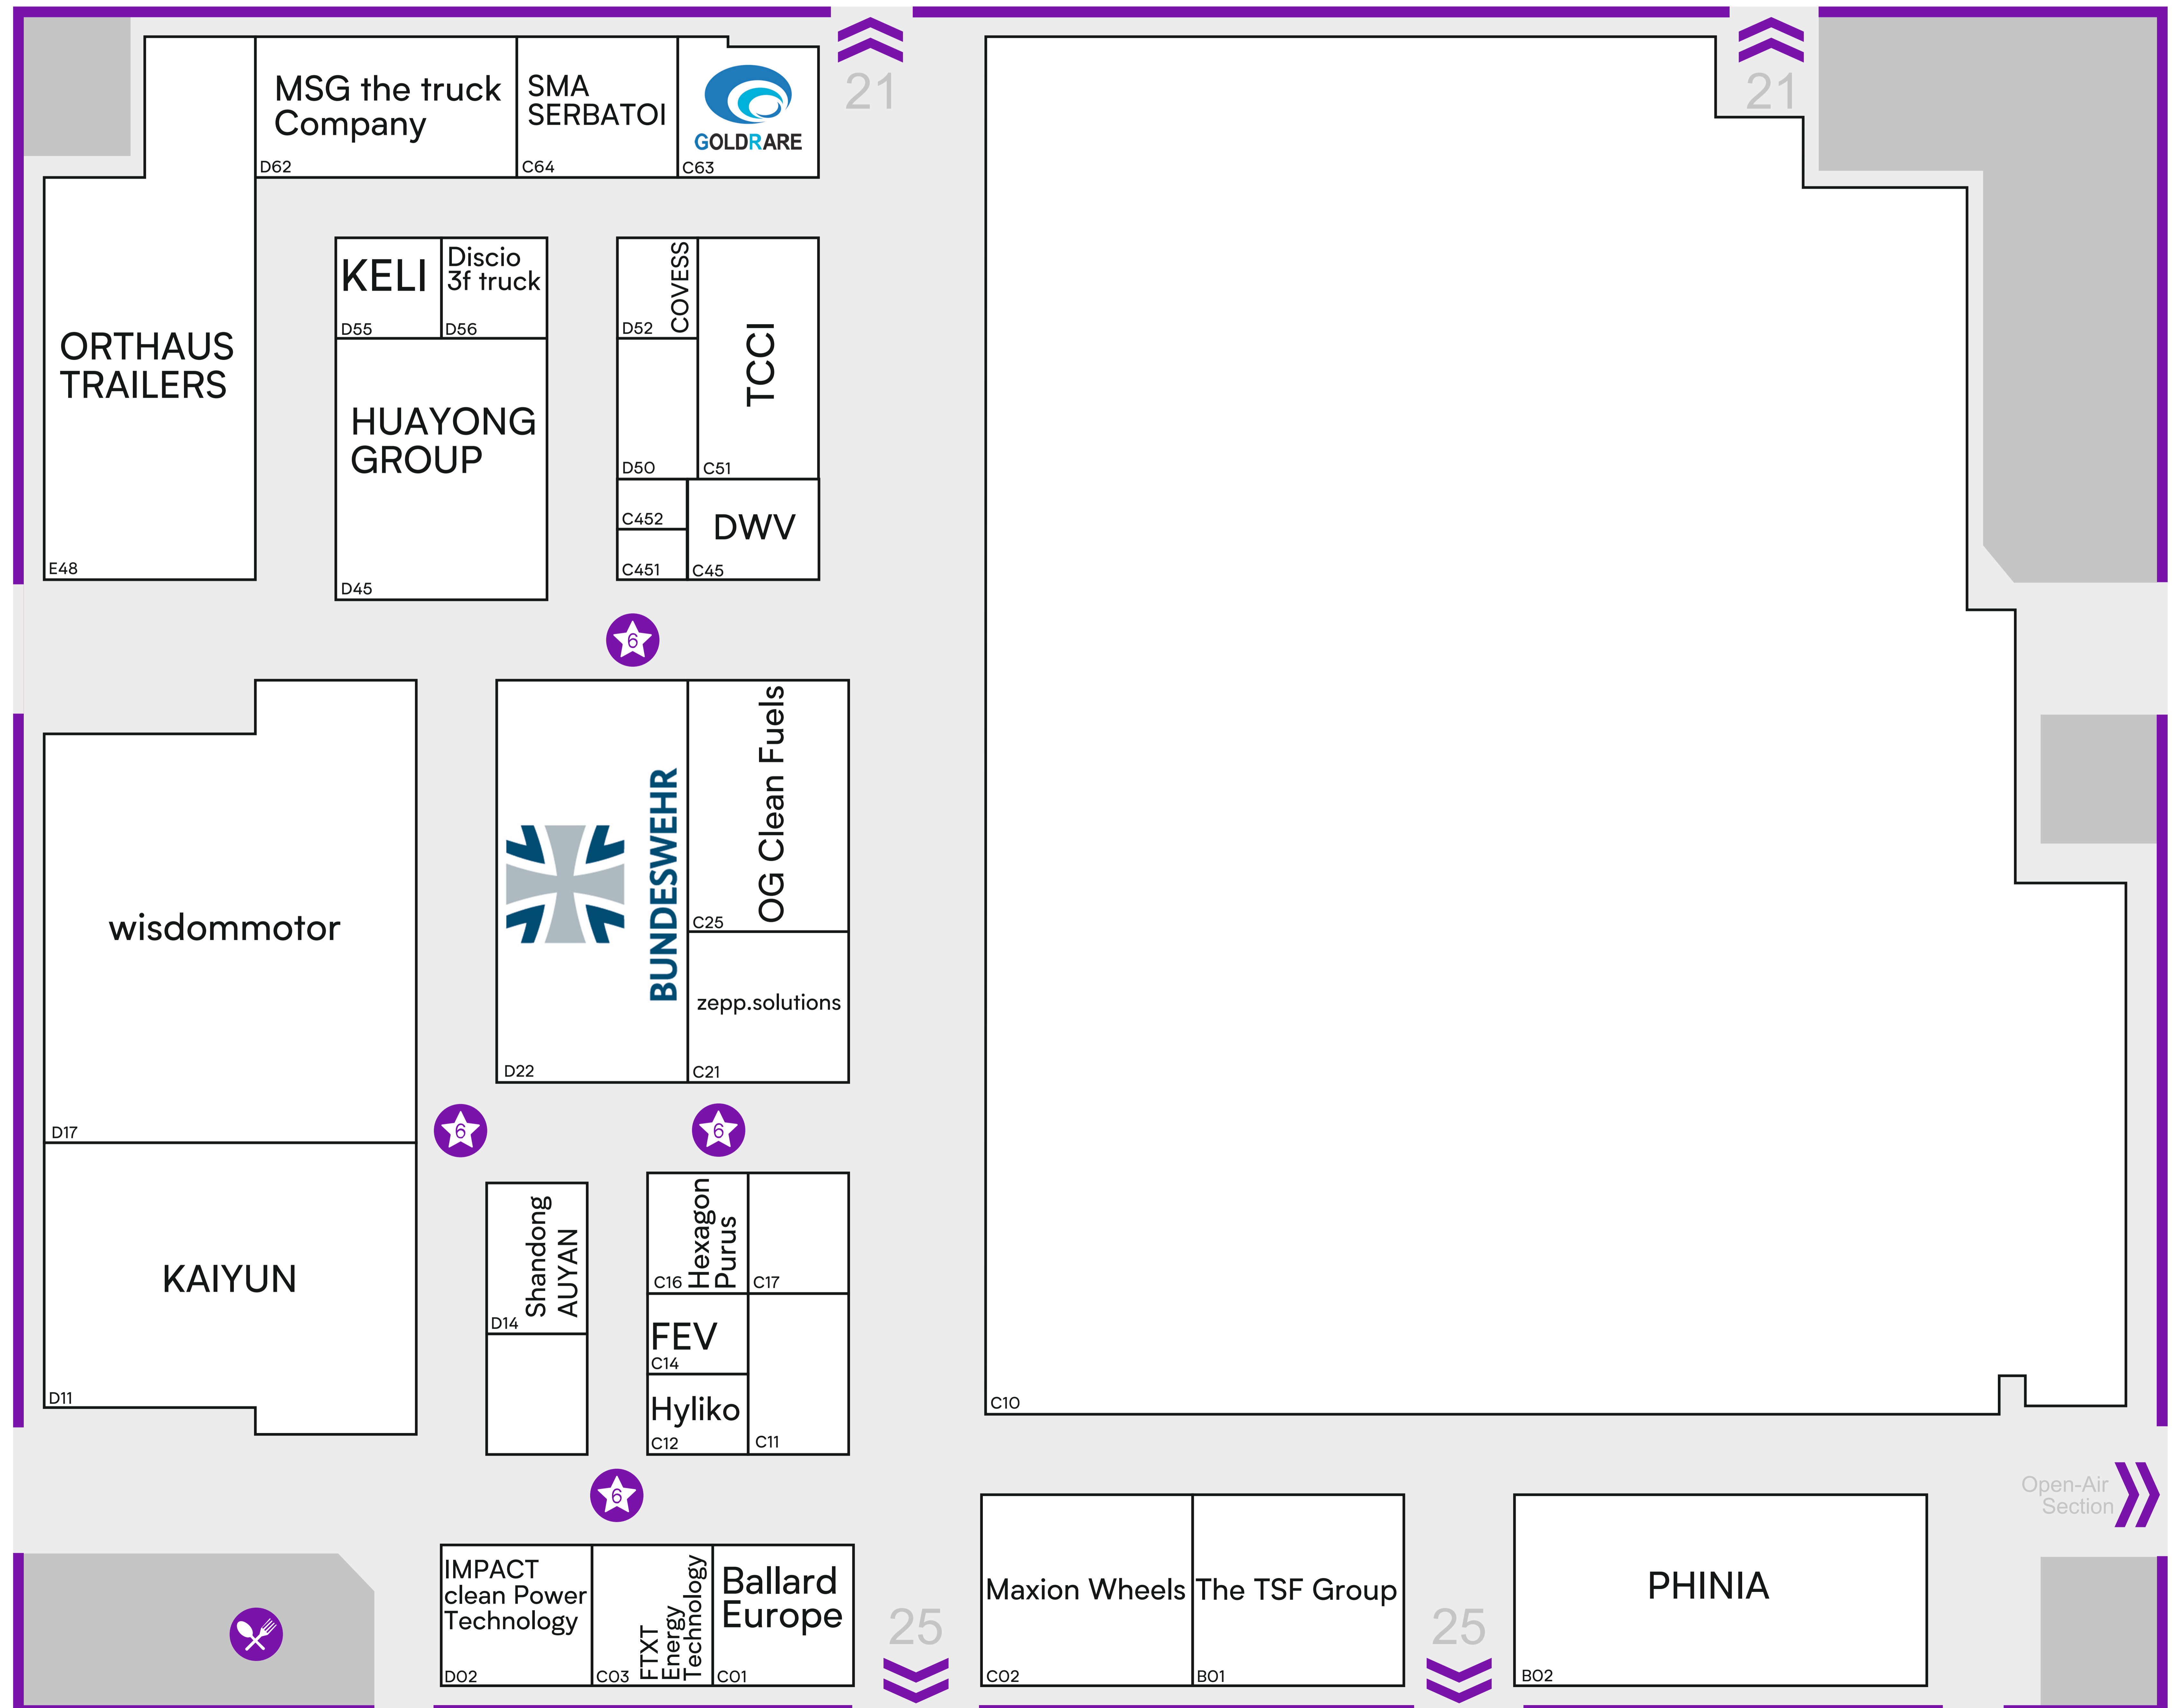 21
21
MSG the truck
Company
D62
SMA
SERBATOI
C64
GOLDRARE
C63
ORTHAUS
TRAILERS
E48
KELI
D55
Discio
3f truck
D56
HUAYONG
GROUP
D45
COVESS
D52
TCCI
C51
D50
C452
C451
DWV
C45
6
wisdommotor
D17
BUNDESWEHR
D22
OG Clean Fuels
C25
zepp.solutions
C21
6
6
KAIYUN
D11
Shandong
AUYAN
D14
Hexagon
Purus
C16
C17
FEV
C14
Hyliko
C12
C11
C10
6
Open-Air
Section
IMPACT
clean Power
Technology
D02
FTXT
Energy
Technology
C03
Ballard
Europe
C01
25
Maxion Wheels
C02
The TSF Group
B01
25
PHINIA
B02